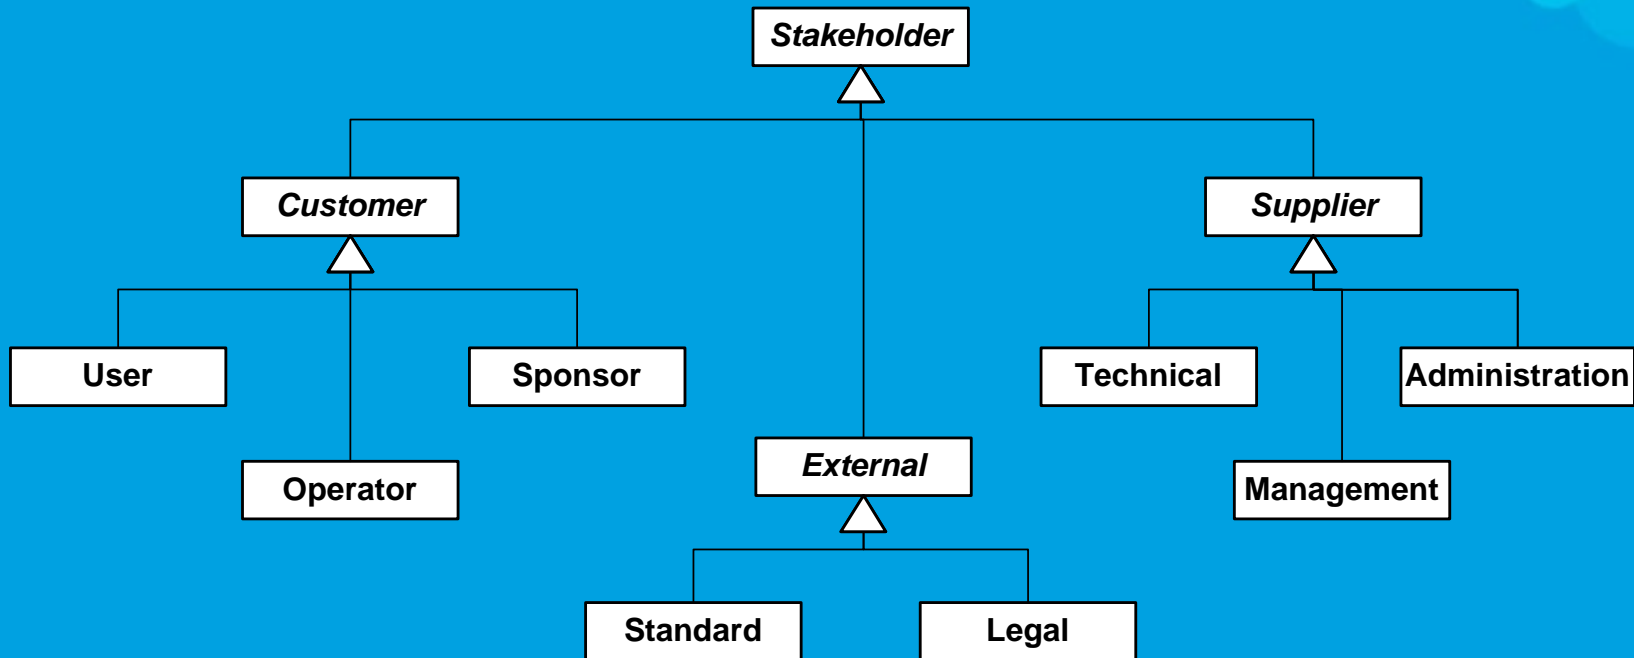 Stakeholder
Customer
Supplier
User
Sponsor
Technical
Administration
External
Operator
Management
Standard
Legal